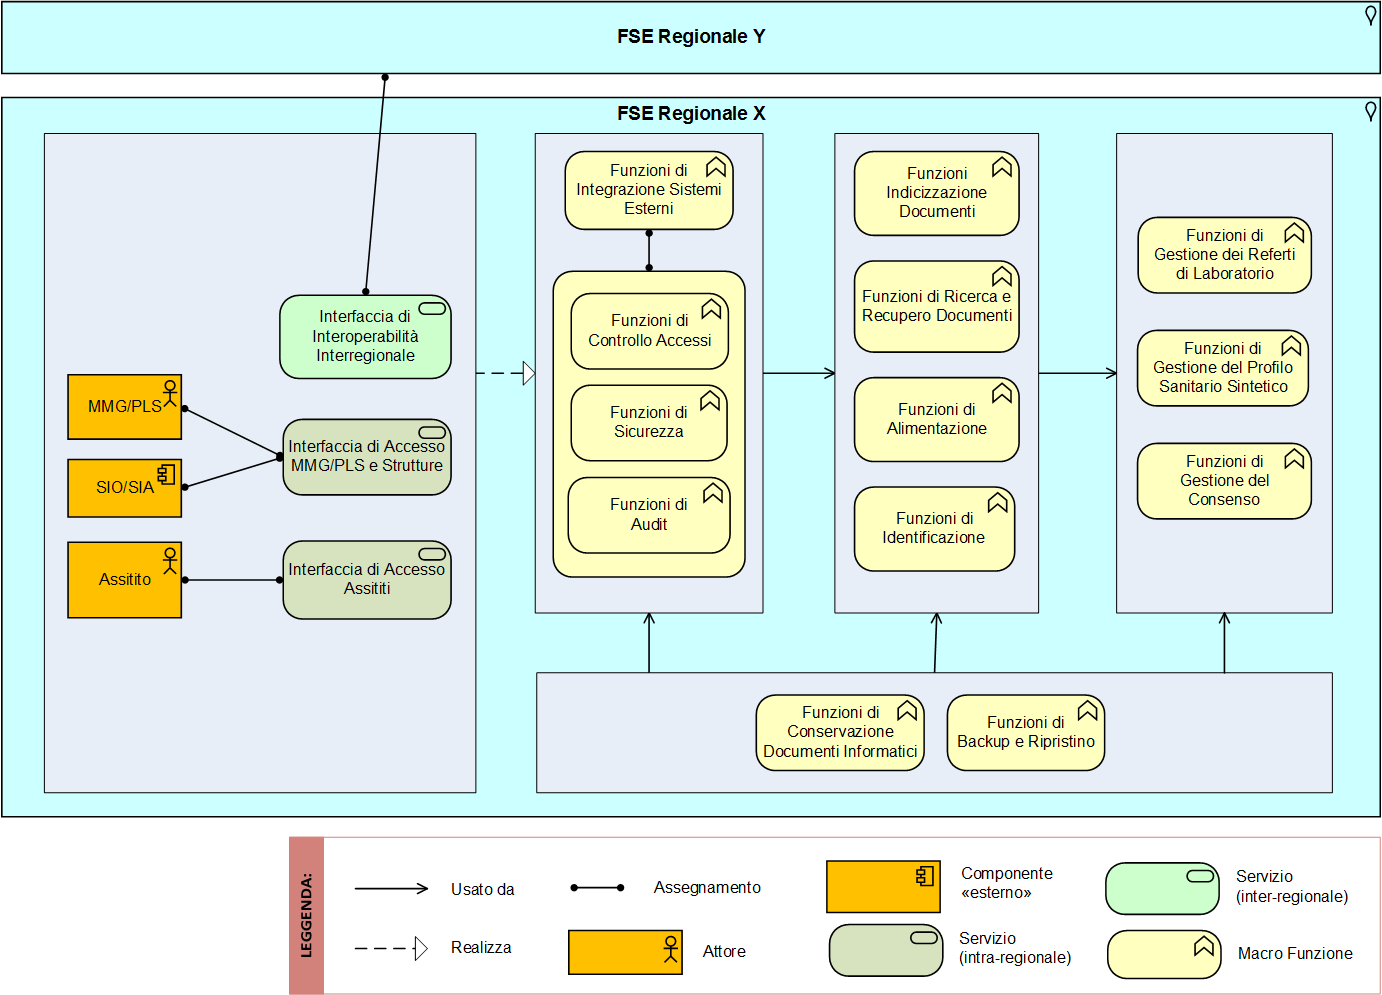 FSE Regionale Y
FSE Regionale X
Interfaccia di
Interoperabilità
Interregionale
MMG/PLS
Interfaccia di Accesso
MMG/PLS e Strutture
SIO/SIA
Assitito
Interfaccia di Accesso
Assititi
Funzioni di
Integrazione Sistemi
Esterni
Funzioni di
Controllo Accessi
Funzioni di
Sicurezza
Funzioni di
Audit
Funzioni
Indicizzazione
Documenti
Funzioni di Ricerca e
Recupero Documenti
Funzioni di
Alimentazione
Funzioni di
Identificazione
Funzioni di
Gestione dei Referti
di Laboratorio
Funzioni di
Gestione del Profilo
Sanitario Sintetico
Funzioni di
Gestione del
Consenso
Funzioni di
Conservazione
Documenti Informatici
Funzioni di
Backup e Ripristino
LEGGENDA:
Usato da
Assegnamento
Componente
«esterno»
Servizio
(inter-regionale)
Realizza
Attore
Servizio
(intra-regionale)
Macro Funzione